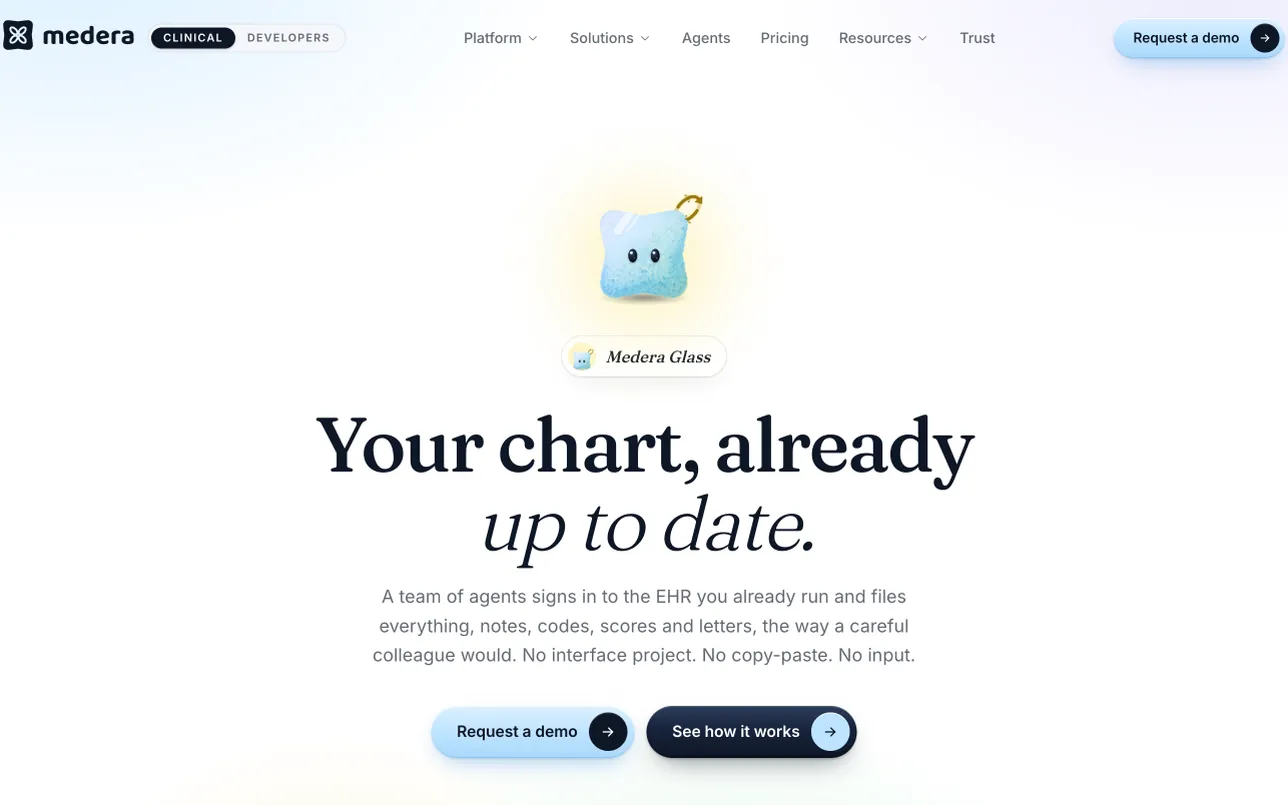 medera
CLINICAL DEVELOPERS
Platform Solutions Agents Pricing Resources Trust
Request a demo
Medera Glass
Your chart, already
up to date.
A team of agents signs in to the EHR you already run and files
everything, notes, codes, scores and letters, the way a careful
colleague would. No interface project. No copy-paste. No input.
Request a demo
See how it works